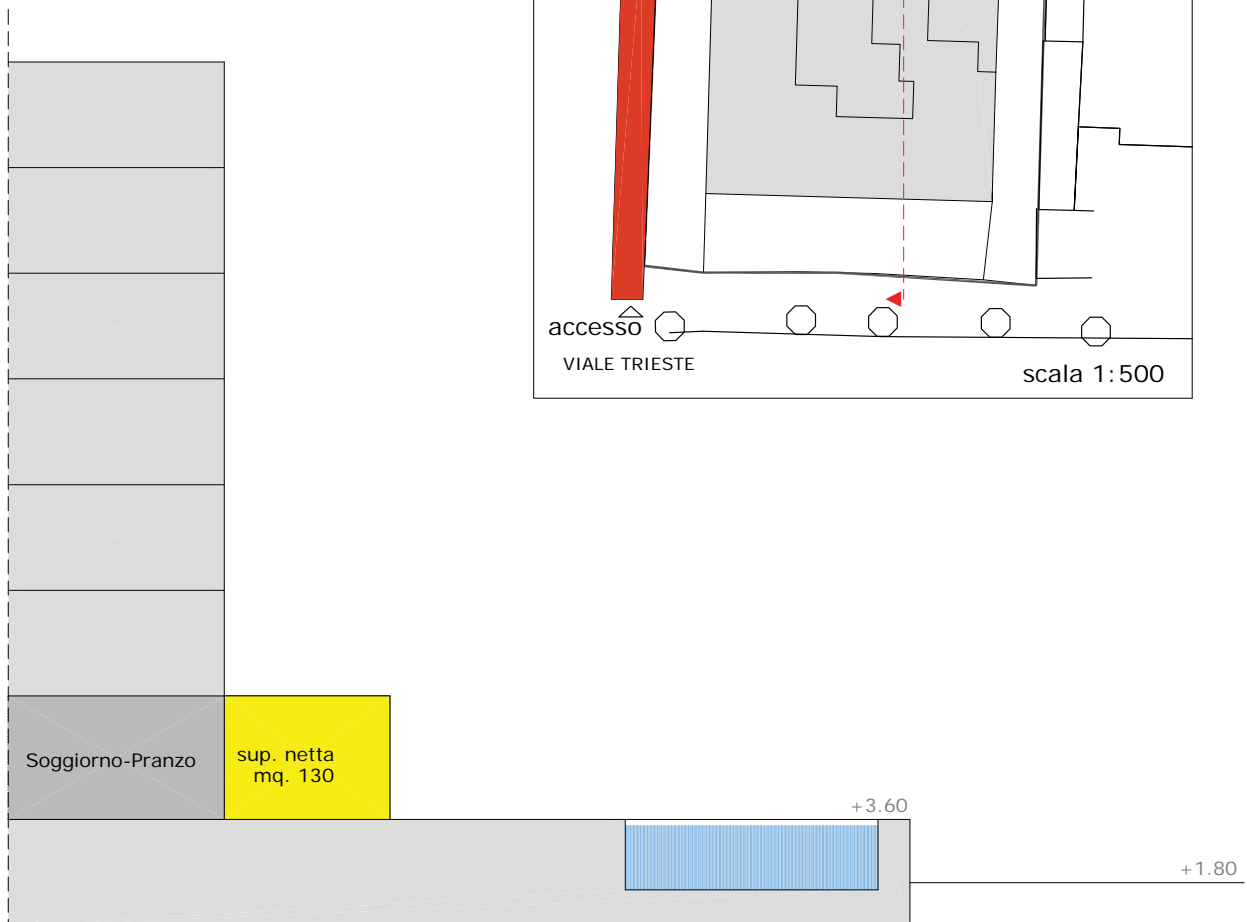 accesso
VIALE TRIESTE
scala 1:500
Soggiorno-Pranzo
sup. netta
mq. 130
+3.60
+1.80